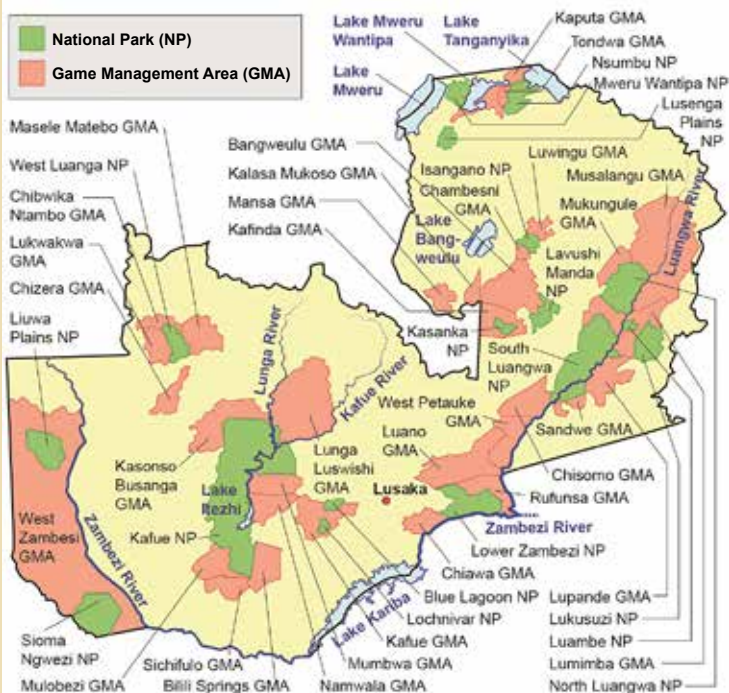 National Park (NP)
Game Management Area (GMA)
Lake Mweru
Wantipa
Lake
Tanganyika
Lake
Mweru
Kaputa GMA
Tondwa GMA
Nsumbu NP
Mweru Wantipa NP
Lusenga
Plains
NP
Masele Matebo GMA
West Luanga NP
Chibwika
Ntambo GMA
Lukwakwa
GMA
Chizera GMA
Liuwa
Plains NP
Bangweulu GMA
Kalasa Mukoso GMA
Mansa GMA
Kafinda GMA
Isangano NP
Chambesni
GMA
Luwingu GMA
Musalangu GMA
Mukungule
GMA
Luangwa River
Lake
Bang-
weulu
Lavushi
Manda
NP
Kasanka
NP
South
Luangwa
NP
Lunga River
Kafue River
West Petauke
GMA
Luano
GMA
Sandwe GMA
Chisomo GMA
Rufunsa GMA
Kasonso
Busanga
GMA
Lake
Itezhi
Lunga
Luswishi
GMA
Lusaka
Zambezi River
West
Zambesi
GMA
Zambezi River
Kafue NP
Lower Zambezi NP
Chiawa GMA
Lake Kariba
Blue Lagoon NP
Lochnivar NP
Kafue GMA
Mumbwa GMA
Namwala GMA
Lupande GMA
Lukusuzi NP
Luambe NP
Lumimba GMA
North Luangwa NP
Sioma
Ngwezi NP
Mulobezi GMA
Sichifulo GMA
Bilili Springs GMA